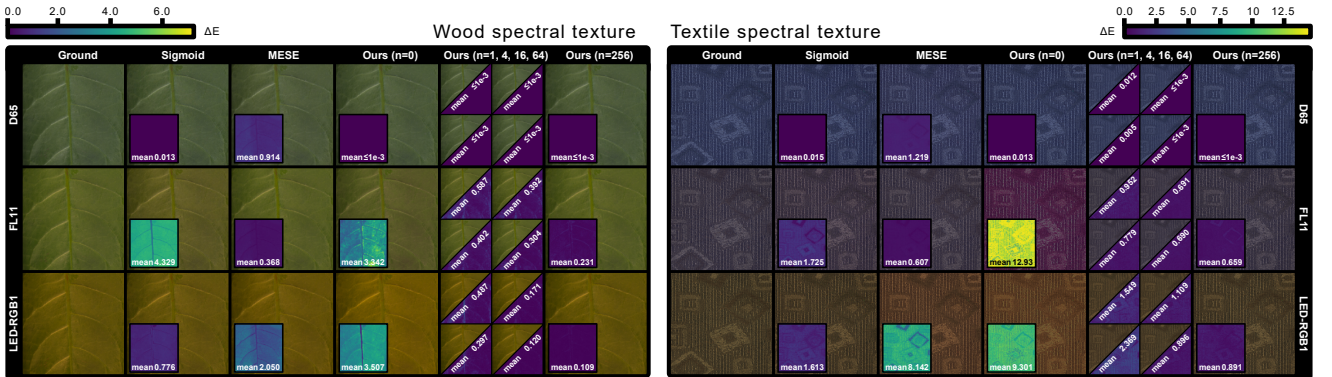 0.0 2.0 4.0 6.0
ΔE
Wood spectral texture
Ground Sigmoid MESE Ours (n=0) Ours (n=1, 4, 16, 64) Ours (n=256)
D65
mean 0.013
mean 0.914
mean≤1e-3
mean ≤1e-3
mean ≤1e-3
mean ≤1e-3
mean ≤1e-3
mean≤1e-3
FL11
mean 4.329
mean 0.368
mean 3.342
mean 0.587
mean 0.392
mean 0.402
mean 0.304
mean 0.231
LED-RGB1
mean 0.776
mean 2.050
mean 3.507
mean 0.487
mean 0.171
mean 0.297
mean 0.120
mean 0.109
Textile spectral texture
0.0 2.5 5.0 7.5 10 12.5
ΔE
Ground Sigmoid MESE Ours (n=0) Ours (n=1, 4, 16, 64) Ours (n=256)
D65
mean 0.015
mean 1.219
mean 0.013
mean 0.012
mean ≤1e-3
mean 0.005
mean ≤1e-3
mean≤1e-3
FL11
mean 1.725
mean 0.607
mean 12.93
mean 0.952
mean 0.691
mean 0.779
mean 0.690
mean 0.659
LED-RGB1
mean 1.613
mean 8.142
mean 9.301
mean 1.549
mean 1.109
mean 2.369
mean 0.896
mean 0.891